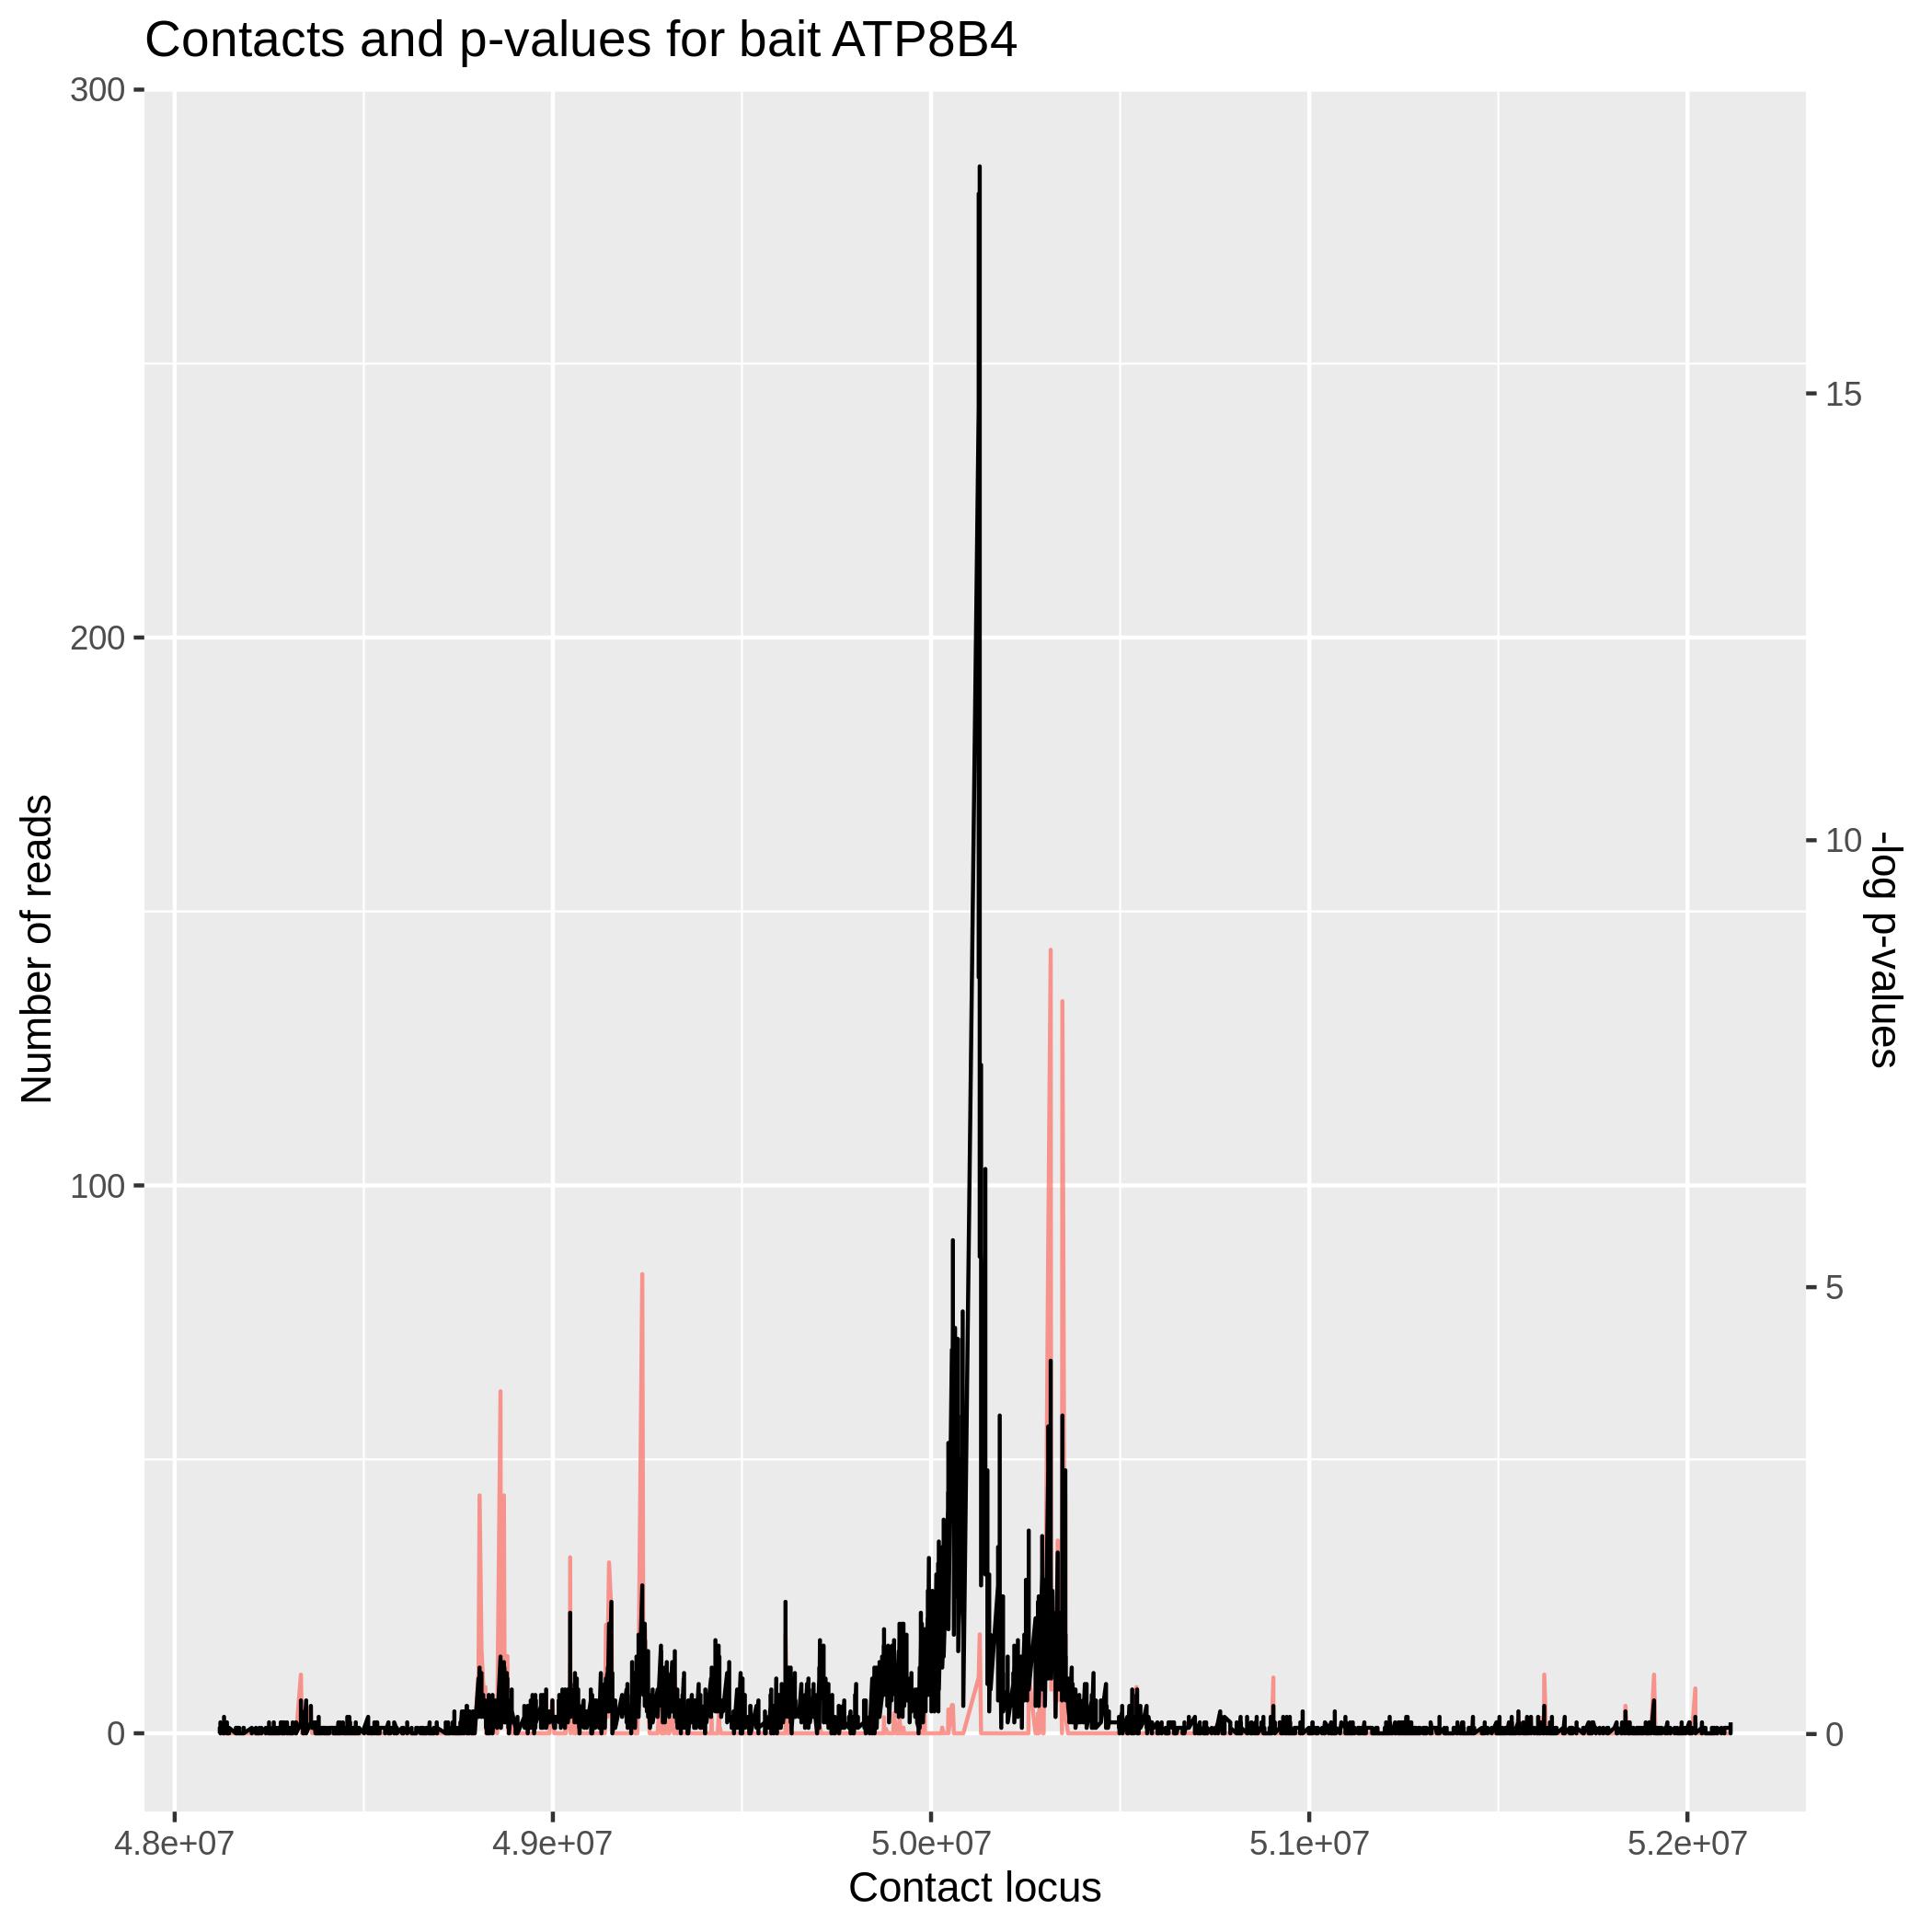 Contacts and p-values for bait ATP8B4
300
200
100
0
Number of reads
15
10
5
0
-log p-values
4.8e+07 4.9e+07 5.0e+07 5.1e+07 5.2e+07
Contact locus